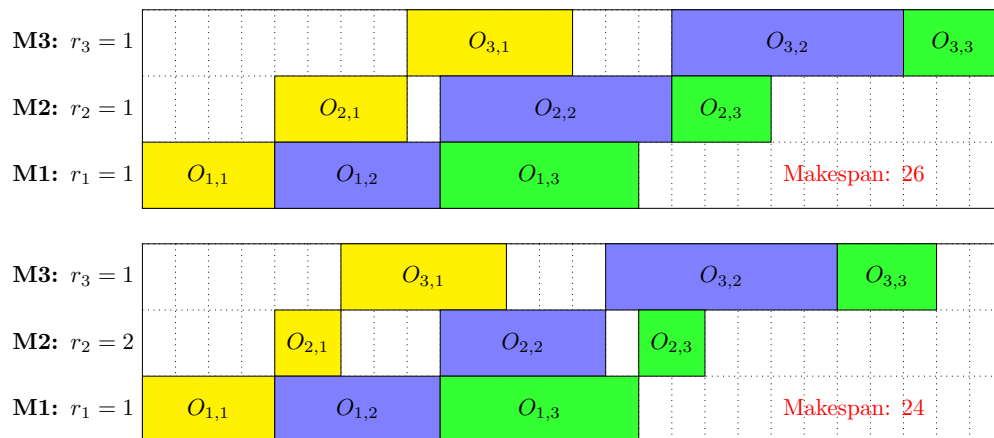 M3: r₃ = 1 O₃,₁ O₃,₂ O₃,₃
M2: r₂ = 1 O₂,₁ O₂,₂ O₂,₃
M1: r₁ = 1 O₁,₁ O₁,₂ O₁,₃ Makespan: 26
M3: r₃ = 1 O₃,₁ O₃,₂ O₃,₃
M2: r₂ = 2 O₂,₁ O₂,₂ O₂,₃
M1: r₁ = 1 O₁,₁ O₁,₂ O₁,₃ Makespan: 24